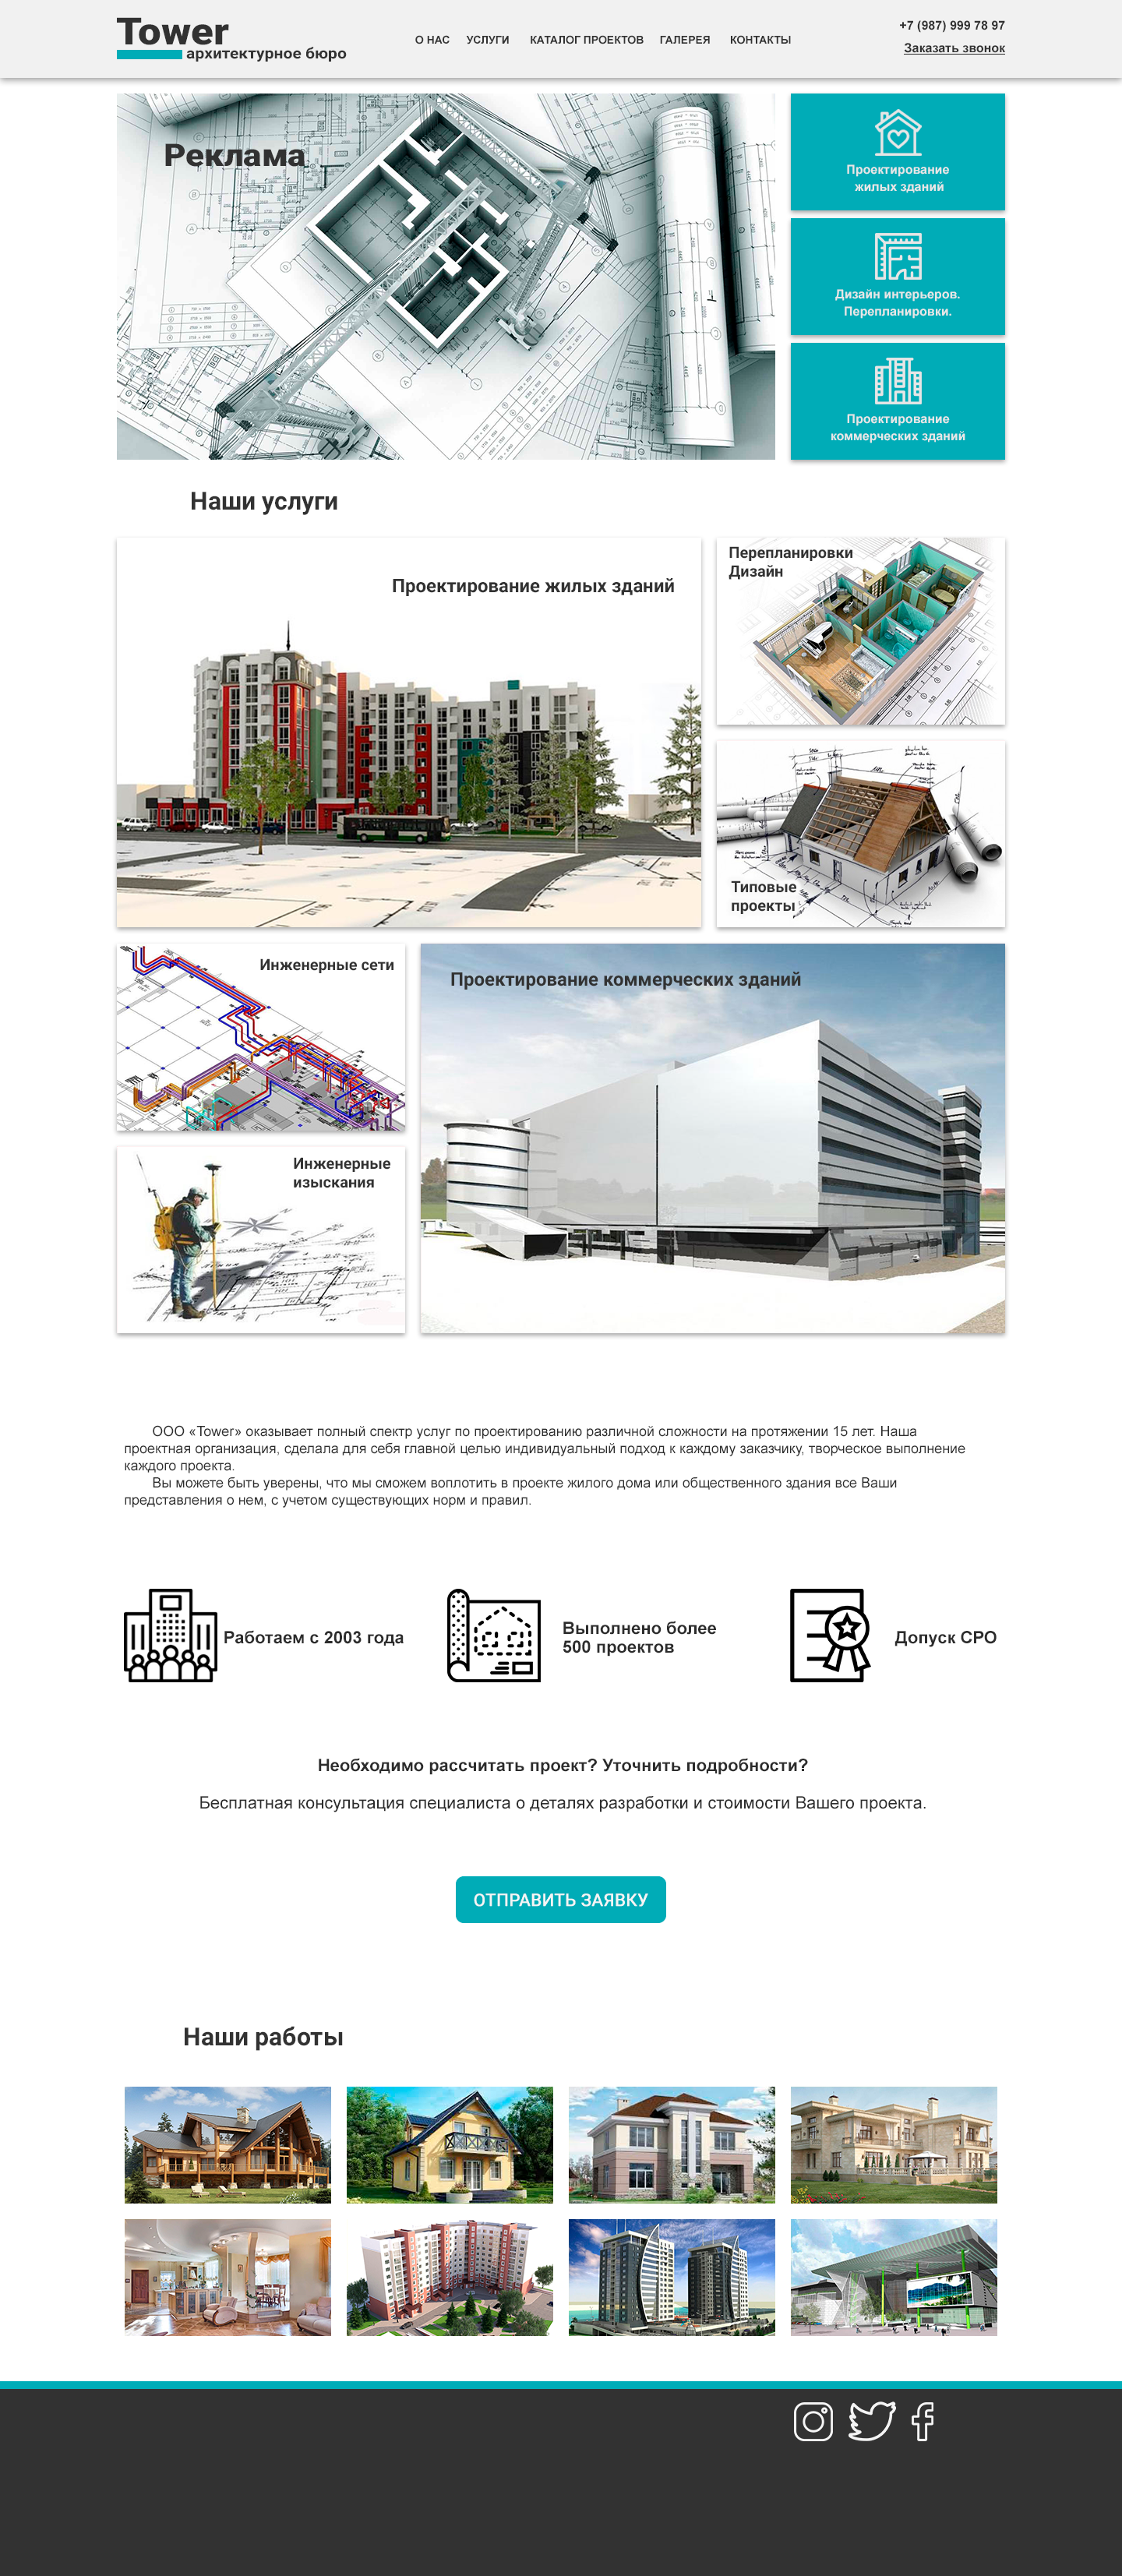 Tower
архитектурное бюро
О НАС УСЛУГИ КАТАЛОГ ПРОЕКТОВ ГАЛЕРЕЯ КОНТАКТЫ
+7 (987) 999 78 97
Заказать звонок
Реклама
Проектирование
жилых зданий
Дизайн интерьеров.
Перепланировки.
Проектирование
коммерческих зданий
Наши услуги
Проектирование жилых зданий
Перепланировки
Дизайн
Типовые
проекты
Инженерные сети
Проектирование коммерческих зданий
Инженерные
изыскания
ООО «Tower» оказывает полный спектр услуг по проектированию различной сложности на протяжении 15 лет. Наша
проектная организация, сделала для себя главной целью индивидуальный подход к каждому заказчику, творческое выполнение
каждого проекта.
Вы можете быть уверены, что мы сможем воплотить в проекте жилого дома или общественного здания все Ваши
представления о нем, с учетом существующих норм и правил.
Работаем с 2003 года
Выполнено более
500 проектов
Допуск СРО
Необходимо рассчитать проект? Уточнить подробности?
Бесплатная консультация специалиста о деталях разработки и стоимости Вашего проекта.
ОТПРАВИТЬ ЗАЯВКУ
Наши работы